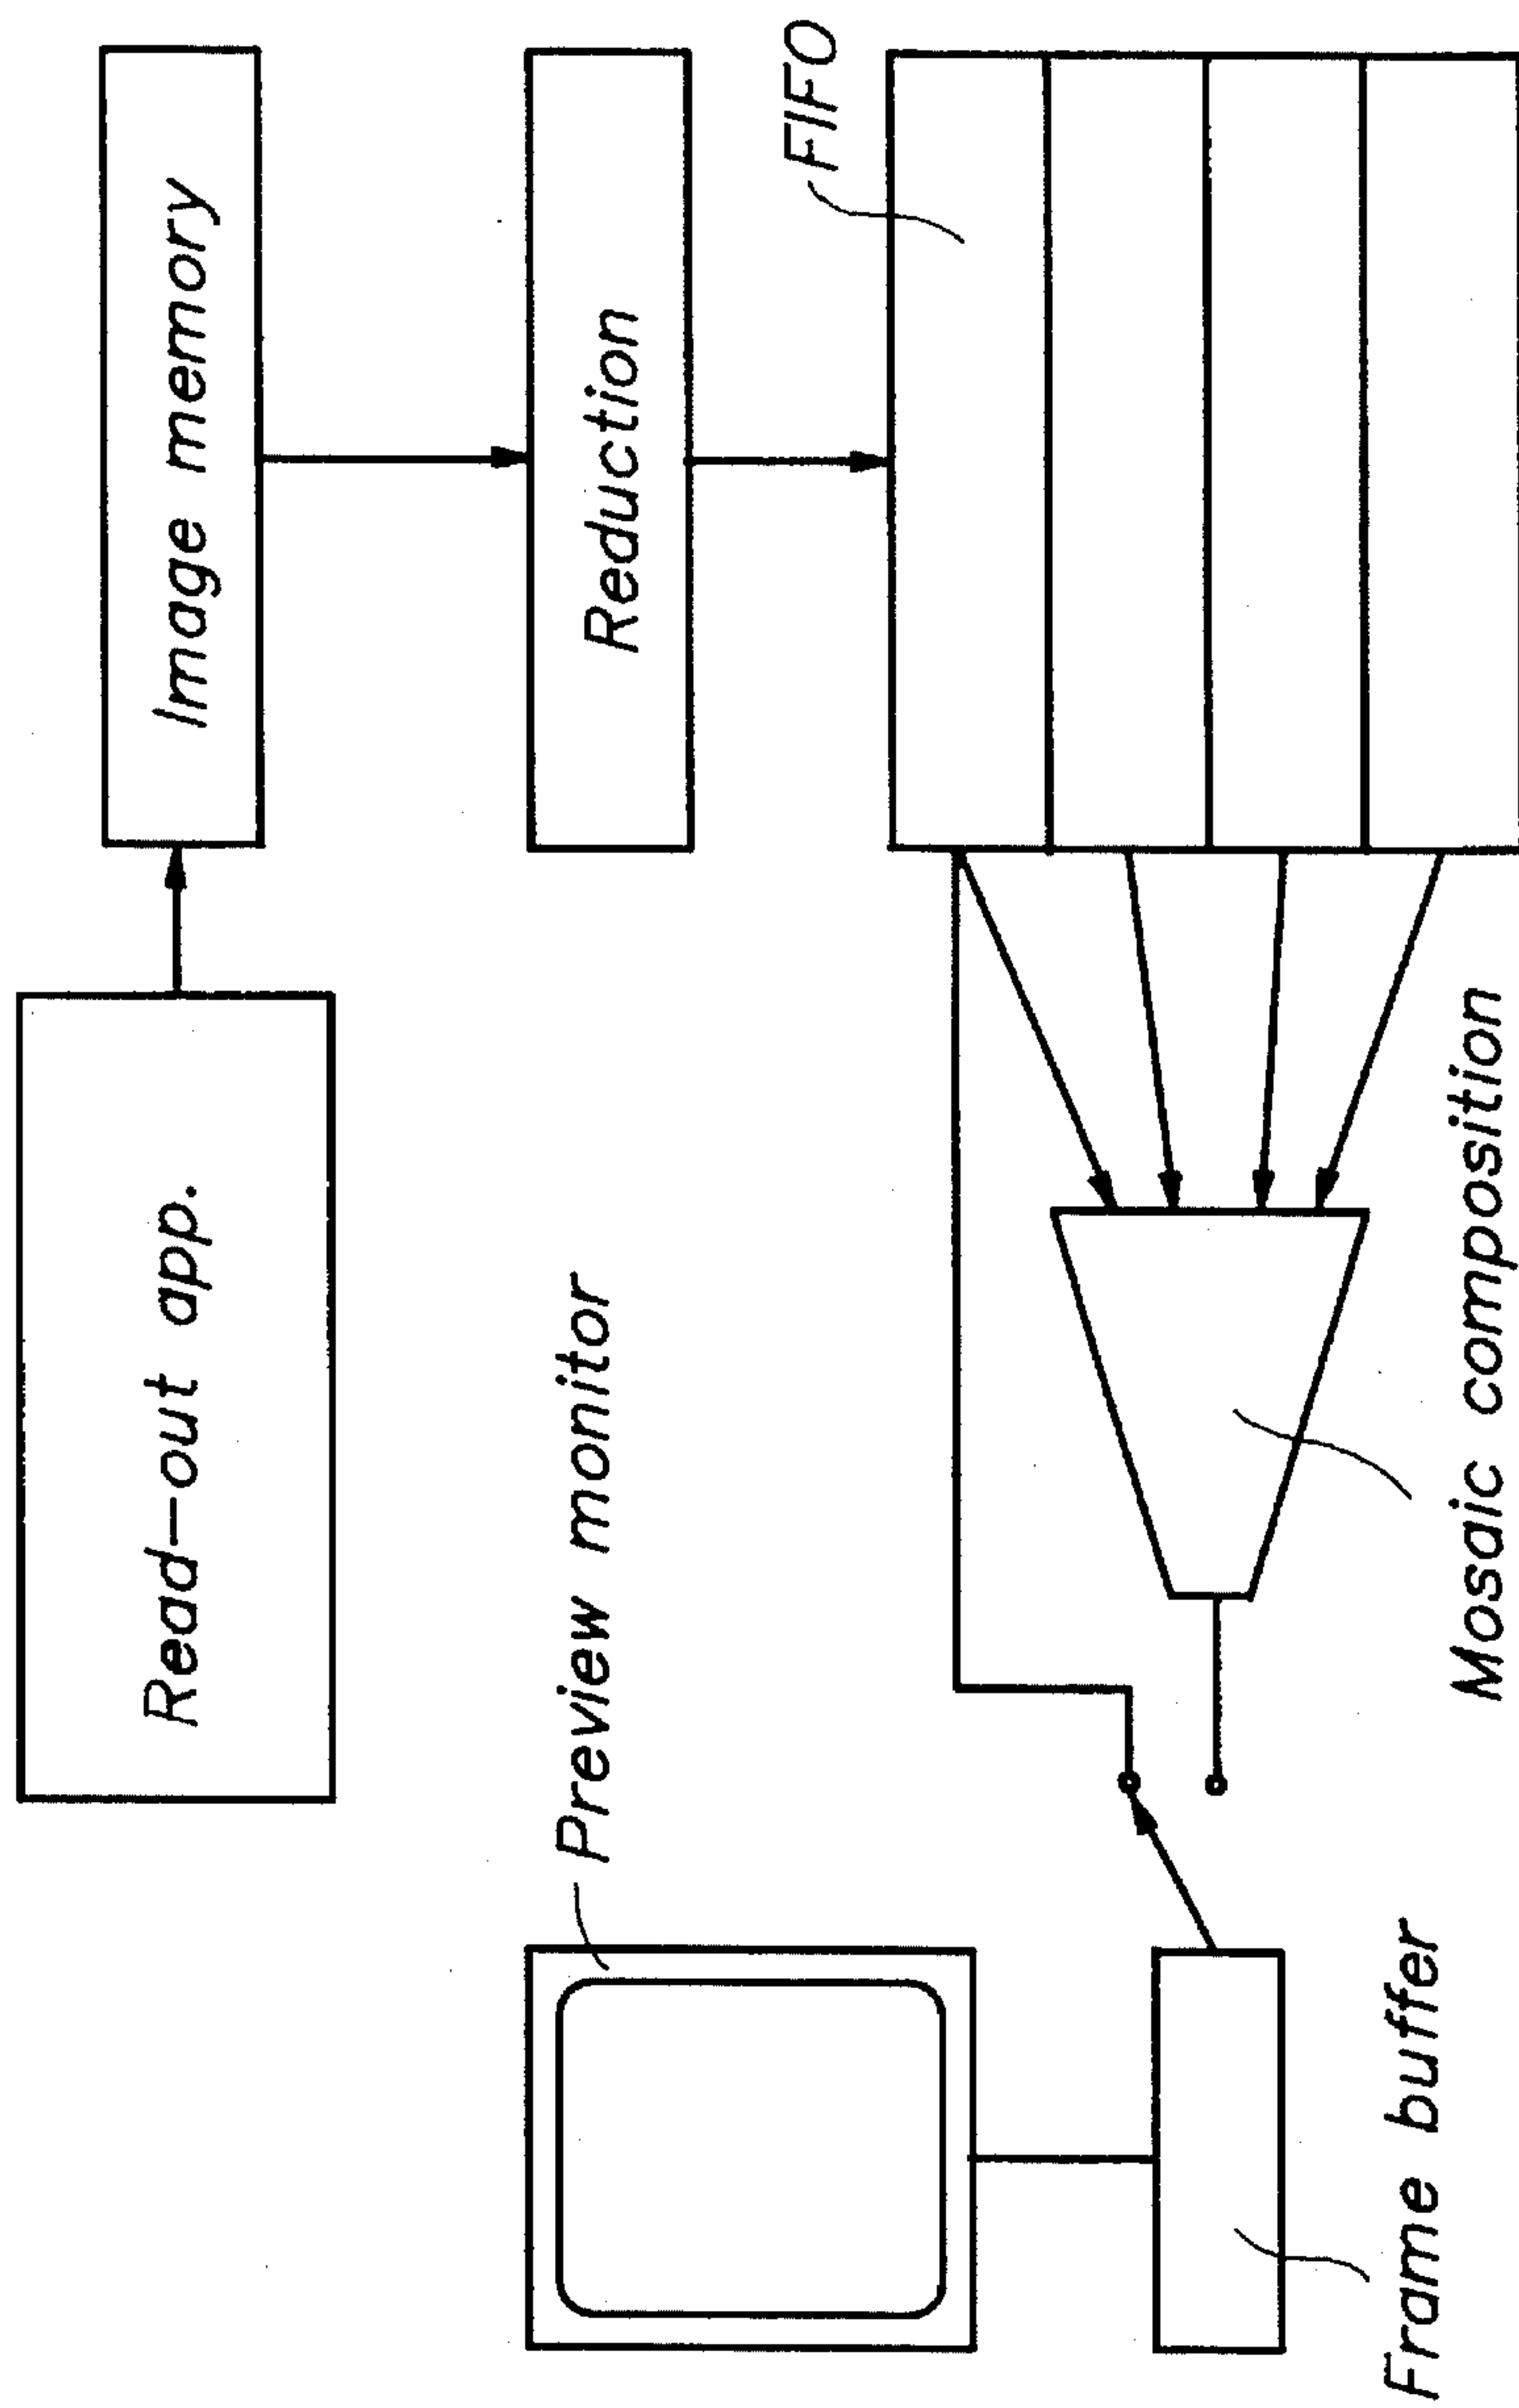 Read-out app.
Image memory
Preview monitor
Reduction
FIFO
Frame buffer
Mosaic composition